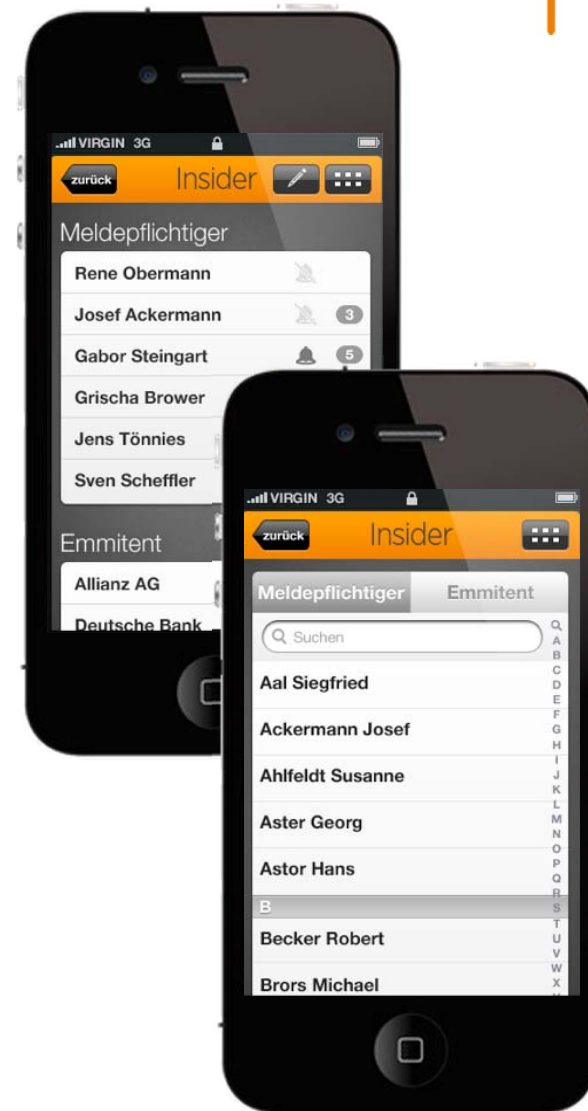 VIRGIN 3G
zurück
Insider
Meldepflichtiger
Rene Obermann
Josef Ackermann 3
Gabor Steingart 5
Grischa Brower
Jens Tönnies
Sven Scheffler
Emmitent
Allianz AG
Deutsche Bank
VIRGIN 3G
zurück
Insider
Meldepflichtiger Emmitent
Suchen
Aal Siegfried
Ackermann Josef
Ahlfeldt Susanne
Aster Georg
Astor Hans
B
Becker Robert
Brors Michael
A
B
C
D
E
F
G
H
I
J
K
L
M
N
O
P
Q
R
S
T
U
V
W
X